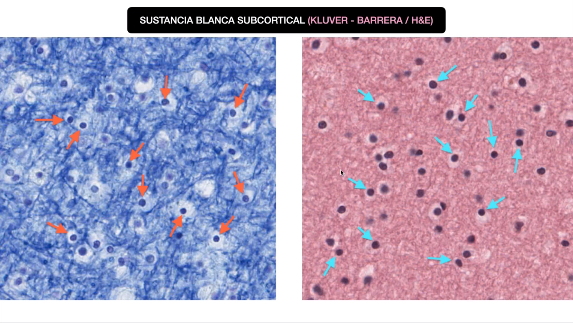 SUSTANCIA BLANCA SUBCORTICAL (KLUVER - BARRERA / H&E)